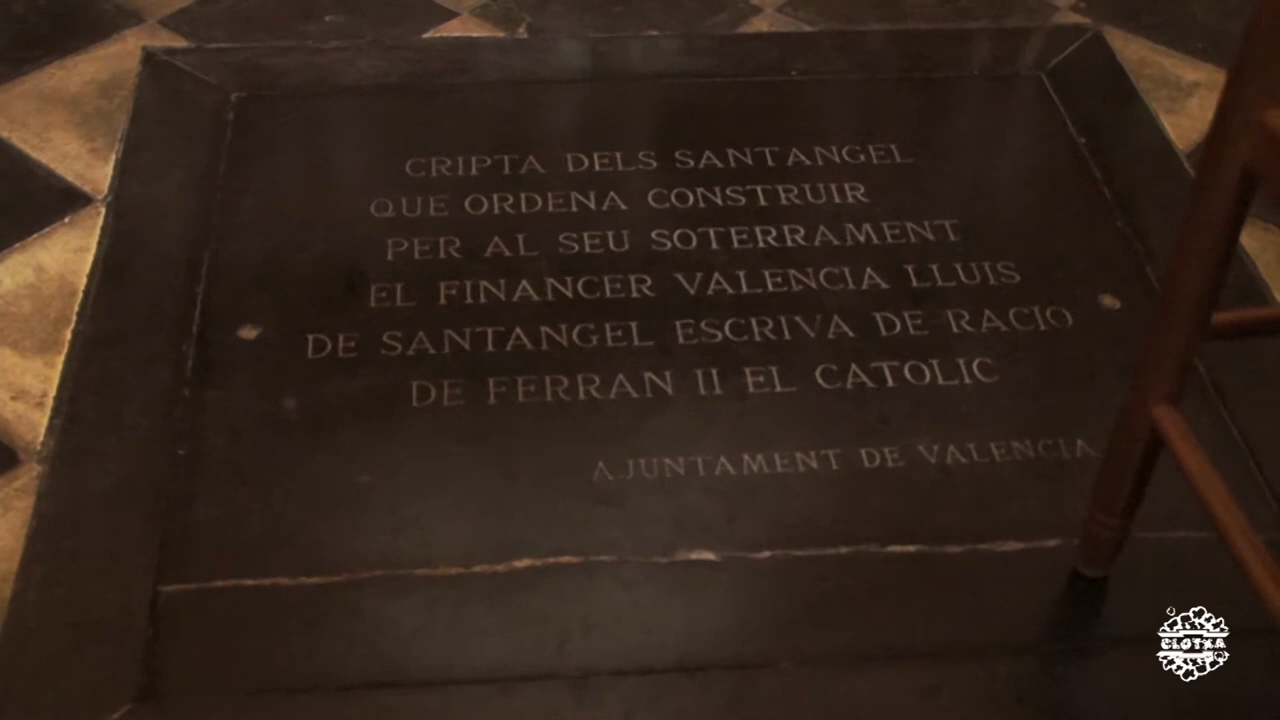 CRIPTA DELS SANTANGEL
QUE ORDENA CONSTRUIR
PER AL SEU SOTERRAMENT
EL FINANCER VALENCIA LLUIS
DE SANTANGEL ESCRIVA DE RACIO
DE FERRAN II EL CATOLIC
AJUNTAMENT DE VALENCIA
CLOTXA